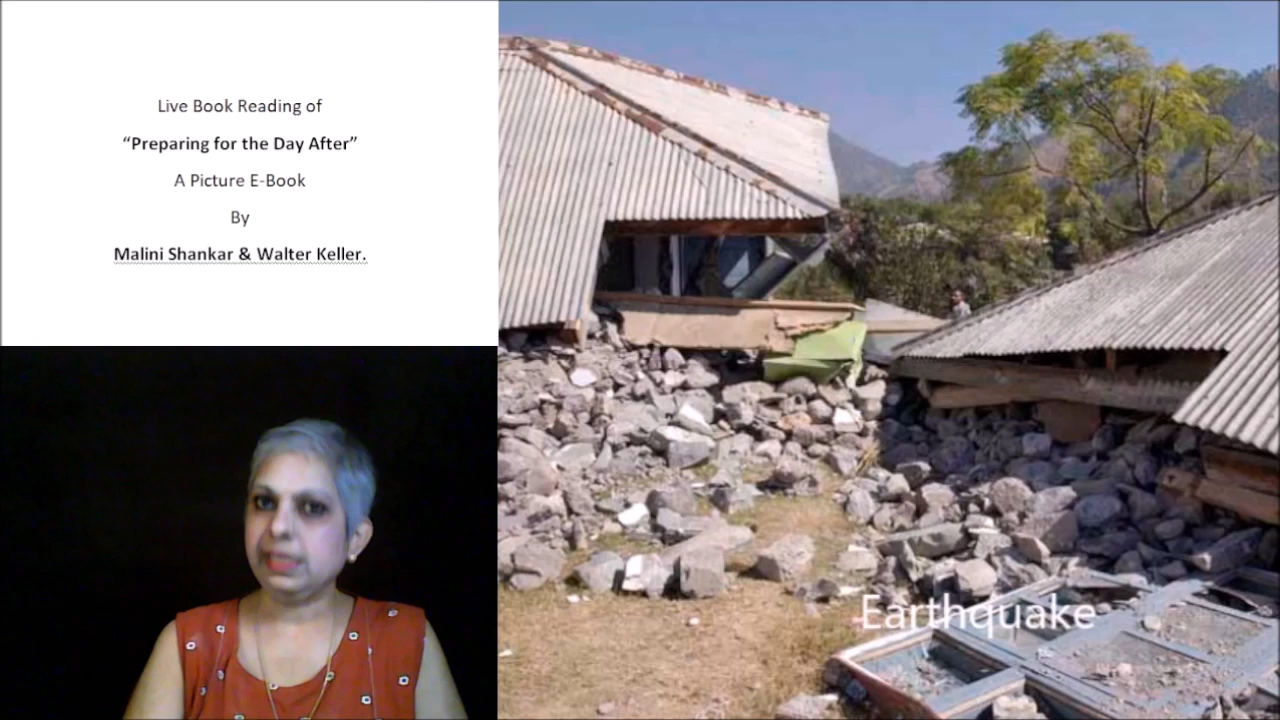 Live Book Reading of
“Preparing for the Day After”
A Picture E-Book
By
Malini Shankar & Walter Keller.
Earthquake